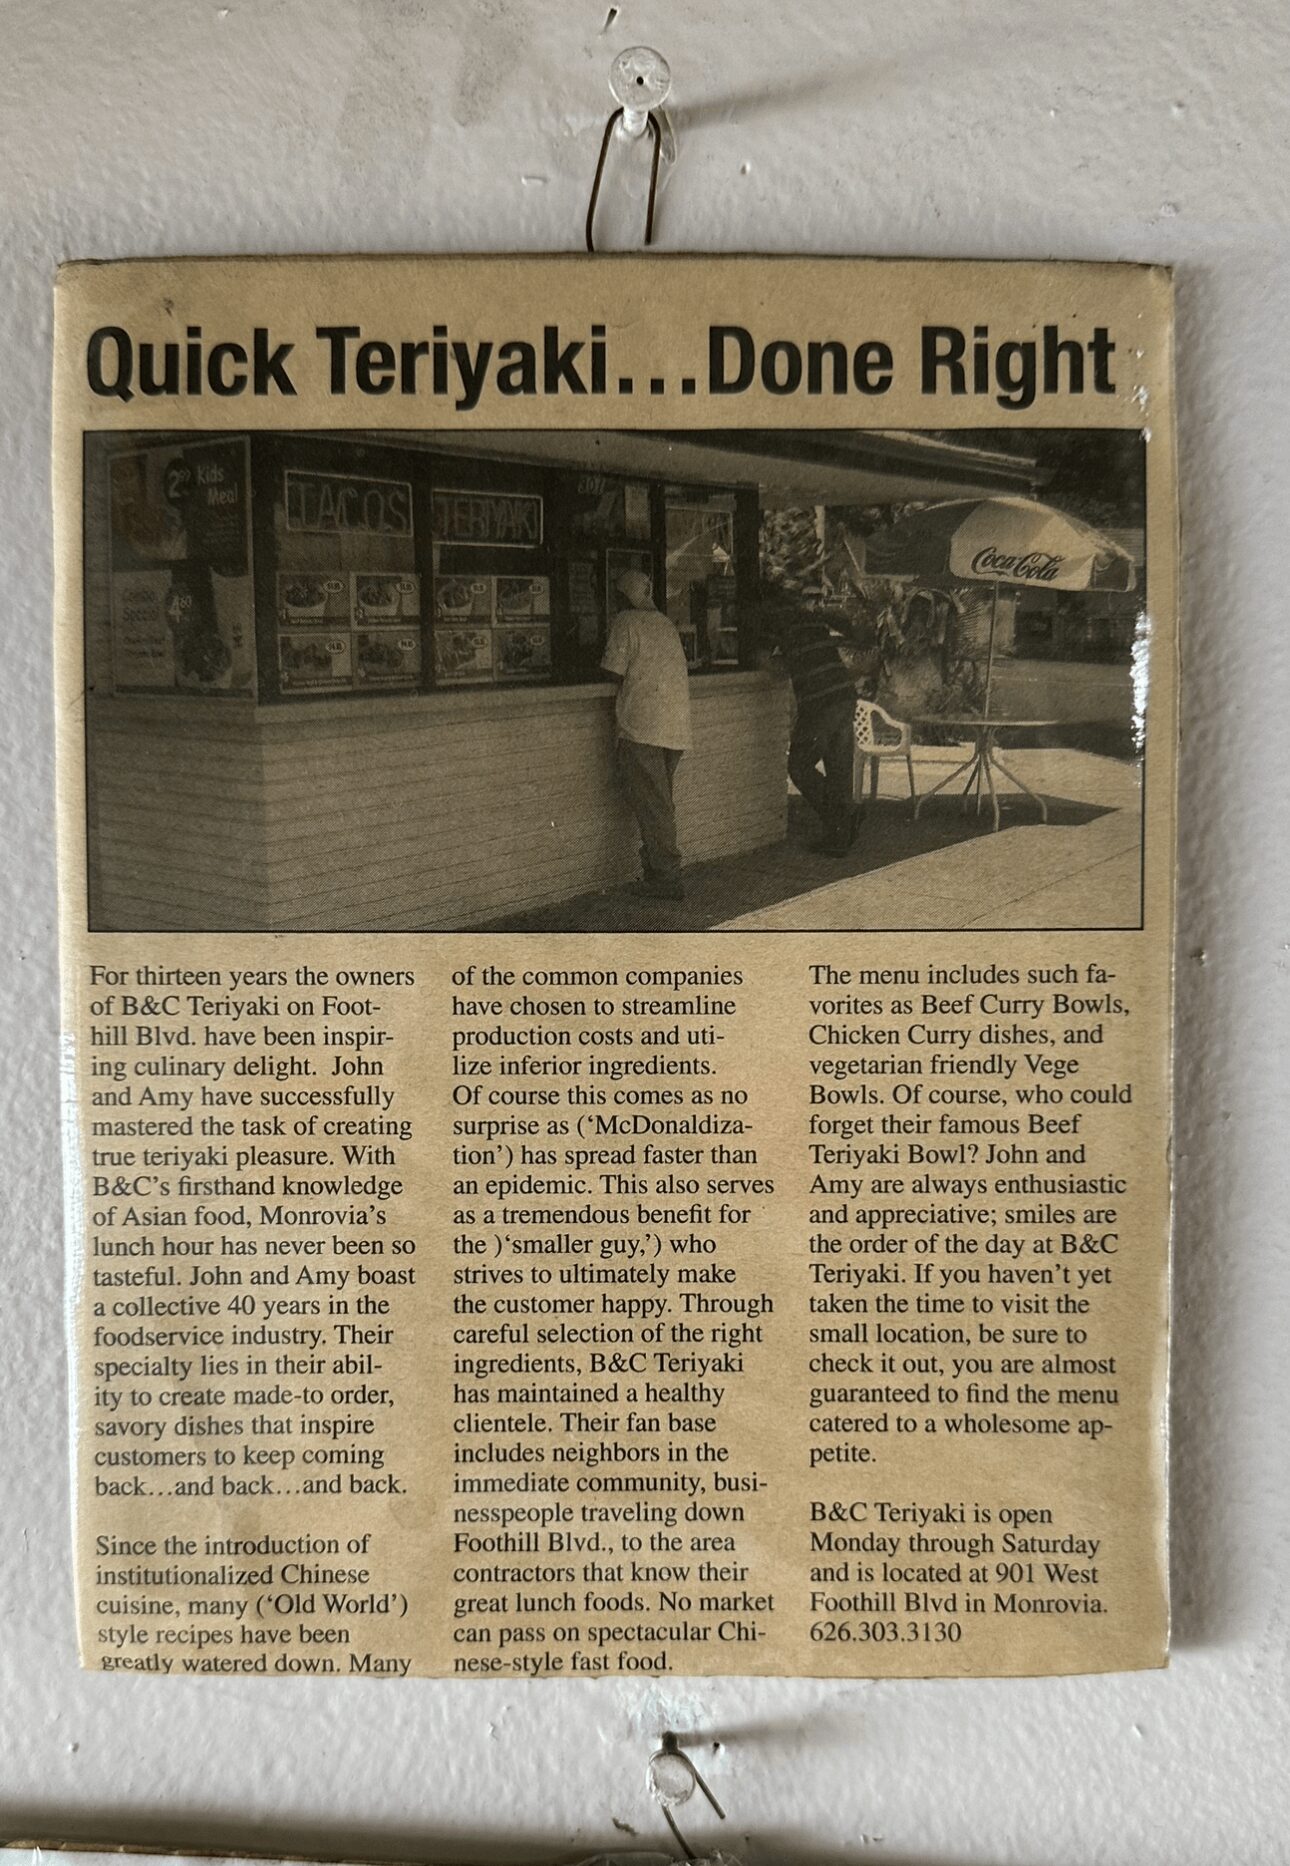 Quick Teriyaki...Done Right
2.99 Kids
Meal
TACOS
TERIYAKI
Coca-Cola
For thirteen years the owners
of B&C Teriyaki on Foot-
hill Blvd. have been inspir-
ing culinary delight.  John
and Amy have successfully
mastered the task of creating
true teriyaki pleasure. With
B&C's firsthand knowledge
of Asian food, Monrovia's
lunch hour has never been so
tasteful. John and Amy boast
a collective 40 years in the
foodservice industry. Their
specialty lies in their abil-
ity to create made-to order,
savory dishes that inspire
customers to keep coming
back...and back...and back.
Since the introduction of
institutionalized Chinese
cuisine, many ('Old World')
style recipes have been
greatly watered down. Many
of the common companies
have chosen to streamline
production costs and uti-
lize inferior ingredients.
Of course this comes as no
surprise as ('McDonaldiza-
tion') has spread faster than
an epidemic. This also serves
as a tremendous benefit for
the )'smaller guy,') who
strives to ultimately make
the customer happy. Through
careful selection of the right
ingredients, B&C Teriyaki
has maintained a healthy
clientele. Their fan base
includes neighbors in the
immediate community, busi-
nesspeople traveling down
Foothill Blvd., to the area
contractors that know their
great lunch foods. No market
can pass on spectacular Chi-
nese-style fast food.
The menu includes such fa-
vorites as Beef Curry Bowls,
Chicken Curry dishes, and
vegetarian friendly Vege
Bowls. Of course, who could
forget their famous Beef
Teriyaki Bowl? John and
Amy are always enthusiastic
and appreciative; smiles are
the order of the day at B&C
Teriyaki. If you haven't yet
taken the time to visit the
small location, be sure to
check it out, you are almost
guaranteed to find the menu
catered to a wholesome ap-
petite.
B&C Teriyaki is open
Monday through Saturday
and is located at 901 West
Foothill Blvd in Monrovia.
626.303.3130